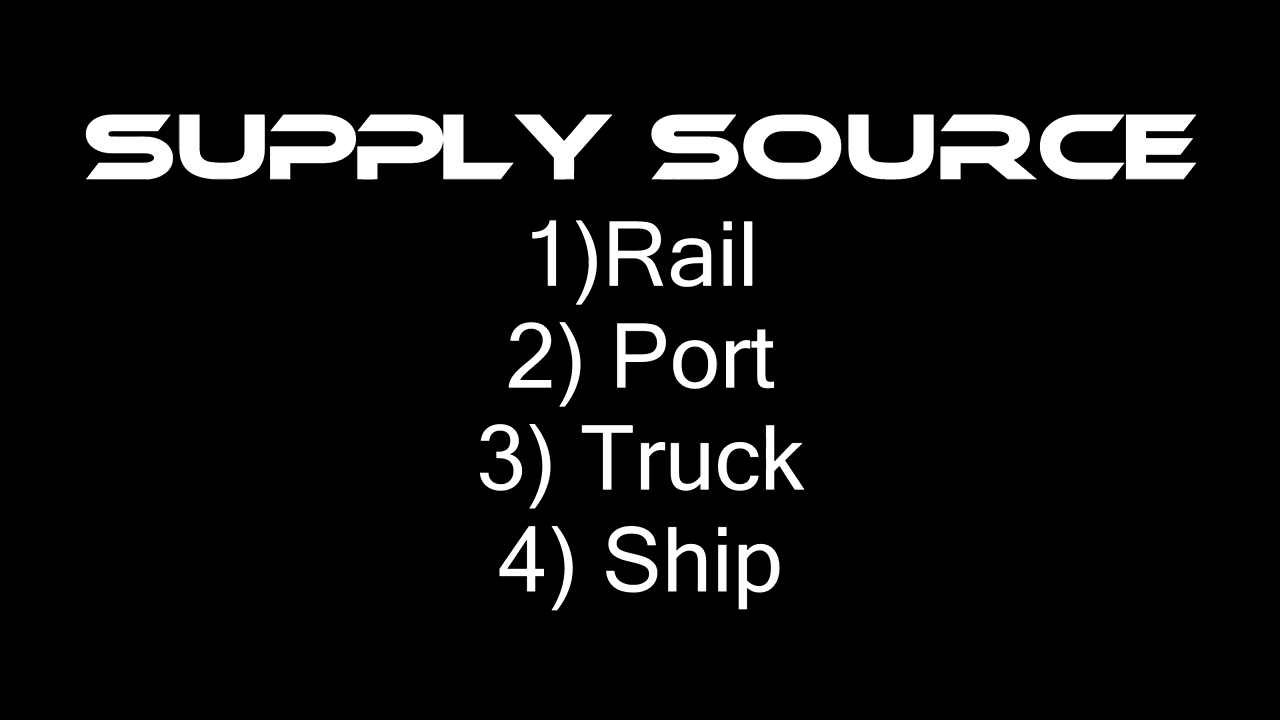 SUPPLY SOURCE
1)Rail
2) Port
3) Truck
4) Ship